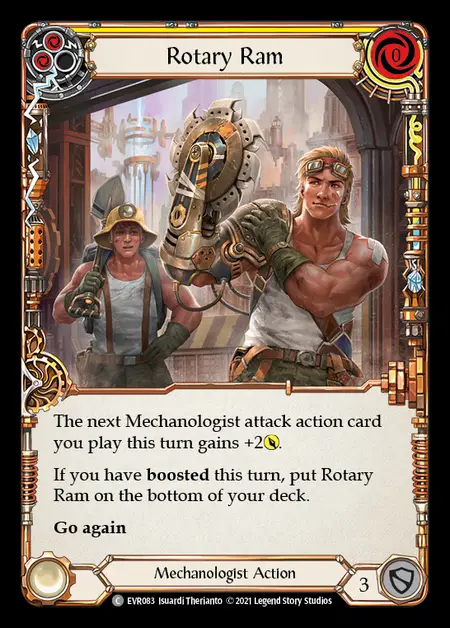 Rotary Ram
0
The next Mechanologist attack action card
you play this turn gains +2.
If you have boosted this turn, put Rotary
Ram on the bottom of your deck.
Go again
Mechanologist Action
3
C EVR083 Isuardi Therianto © 2021 Legend Story Studios